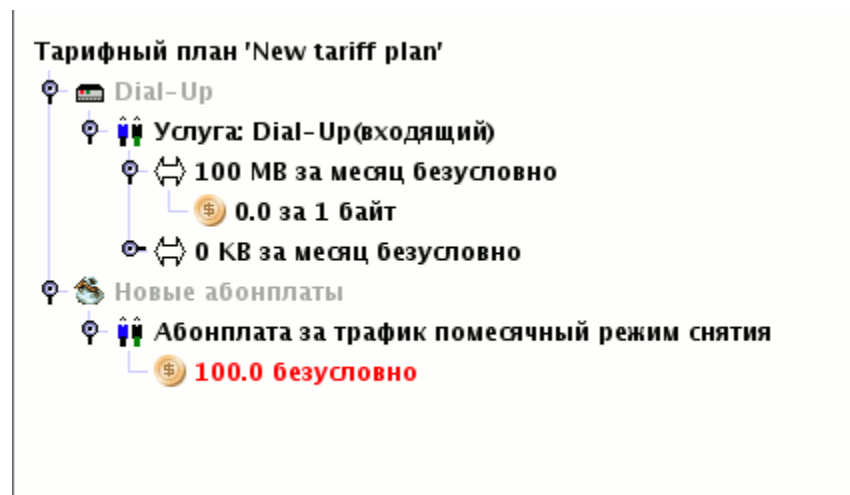 Тарифный план 'New tariff plan'
Dial-Up
Услуга: Dial-Up(входящий)
100 MB за месяц безусловно
0.0 за 1 байт
0 KB за месяц безусловно
Новые абонплаты
Абонплата за трафик помесячный режим снятия
100.0 безусловно